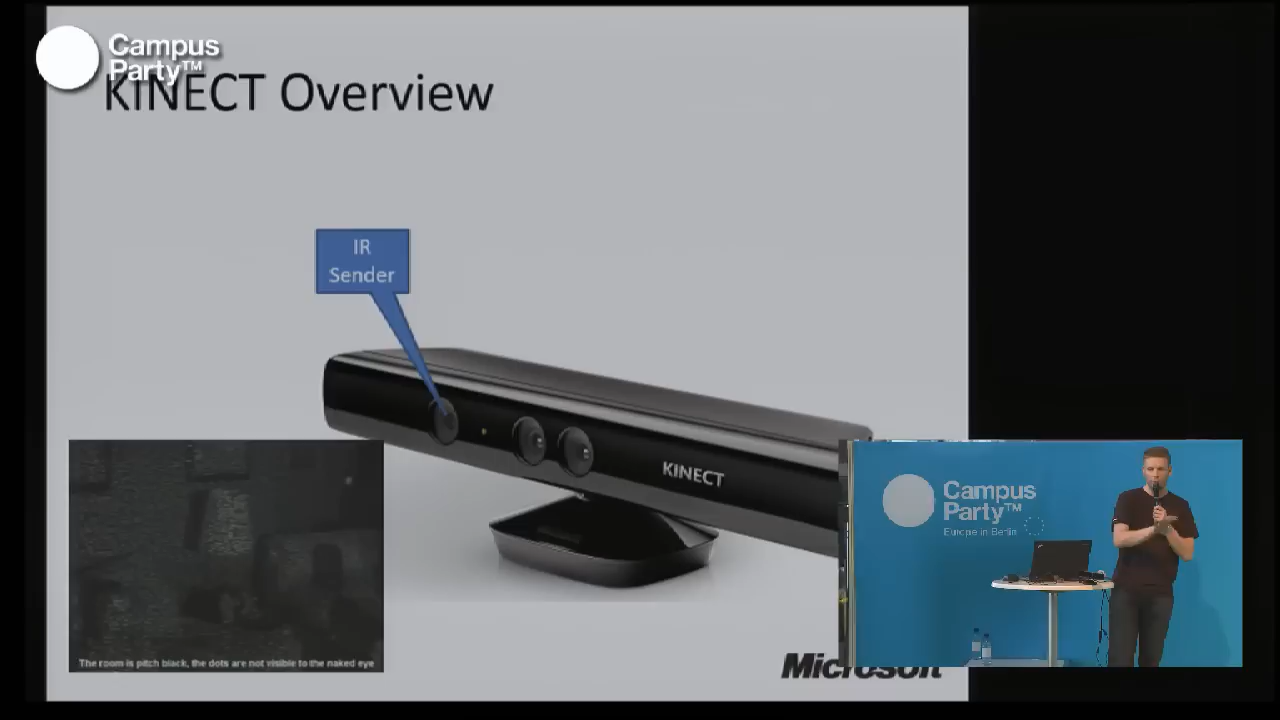 Campus
Party™
KINECT Overview
IR
Sender
KINECT
The room is pitch black, the dots are not visible to the naked eye
Campus
Party™
Europe in Berlin
Microsoft